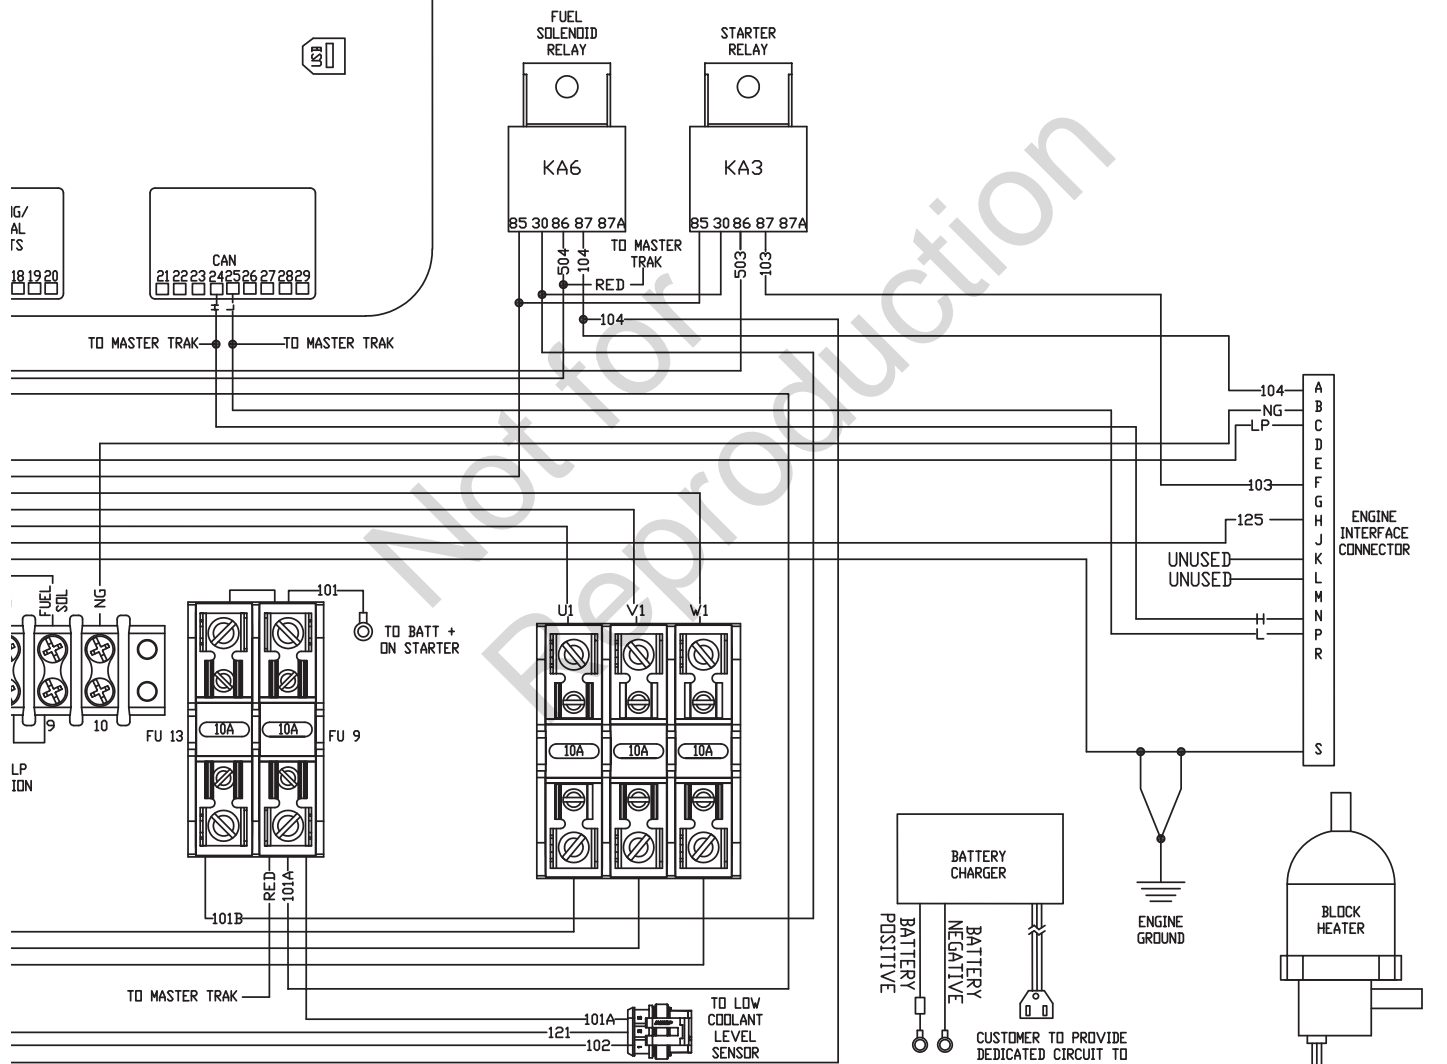 FUEL
SOLENOID
RELAY
STARTER
RELAY
USB
KA6
KA3
85 30 86 87 87A
85 30 86 87 87A
504
104
503
103
TO MASTER
TRAK
RED
104
IG/
AL
TS
18 19 20
CAN
21 22 23 24 25 26 27 28 29
H
L
TO MASTER TRAK
TO MASTER TRAK
Not for
Reproduction
104
NG
LP
103
125
UNUSED
UNUSED
H
L
A
B
C
D
E
F
G
H
J
K
L
M
N
P
R
S
ENGINE
INTERFACE
CONNECTOR
FUEL
SOL
NG
9
10
LP
ION
101
TO BATT +
ON STARTER
FU 13
10A
10A
FU 9
U1
V1
W1
10A
10A
10A
RED
101A
101B
TO MASTER TRAK
101A
121
102
TO LOW
COOLANT
LEVEL
SENSOR
BATTERY
CHARGER
BATTERY
POSITIVE
BATTERY
NEGATIVE
CUSTOMER TO PROVIDE
DEDICATED CIRCUIT TO
ENGINE
GROUND
BLOCK
HEATER